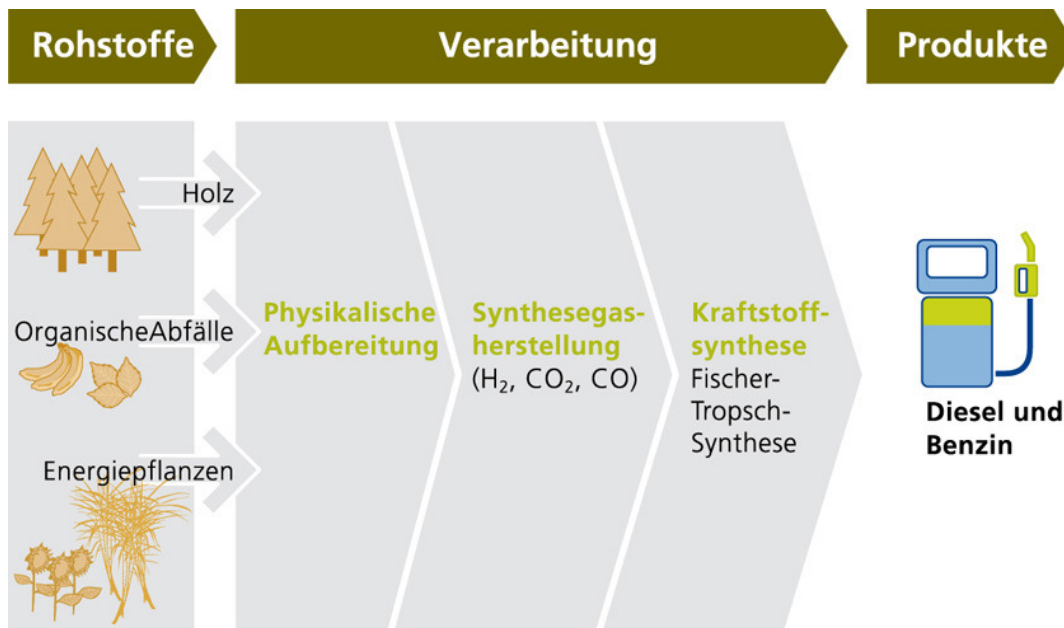 Rohstoffe
Verarbeitung
Produkte
Holz
OrganischeAbfälle
Energiepflanzen
Physikalische
Aufbereitung
Synthesegas-
herstellung
(H₂, CO₂, CO)
Kraftstoff-
synthese
Fischer-
Tropsch-
Synthese
Diesel und
Benzin